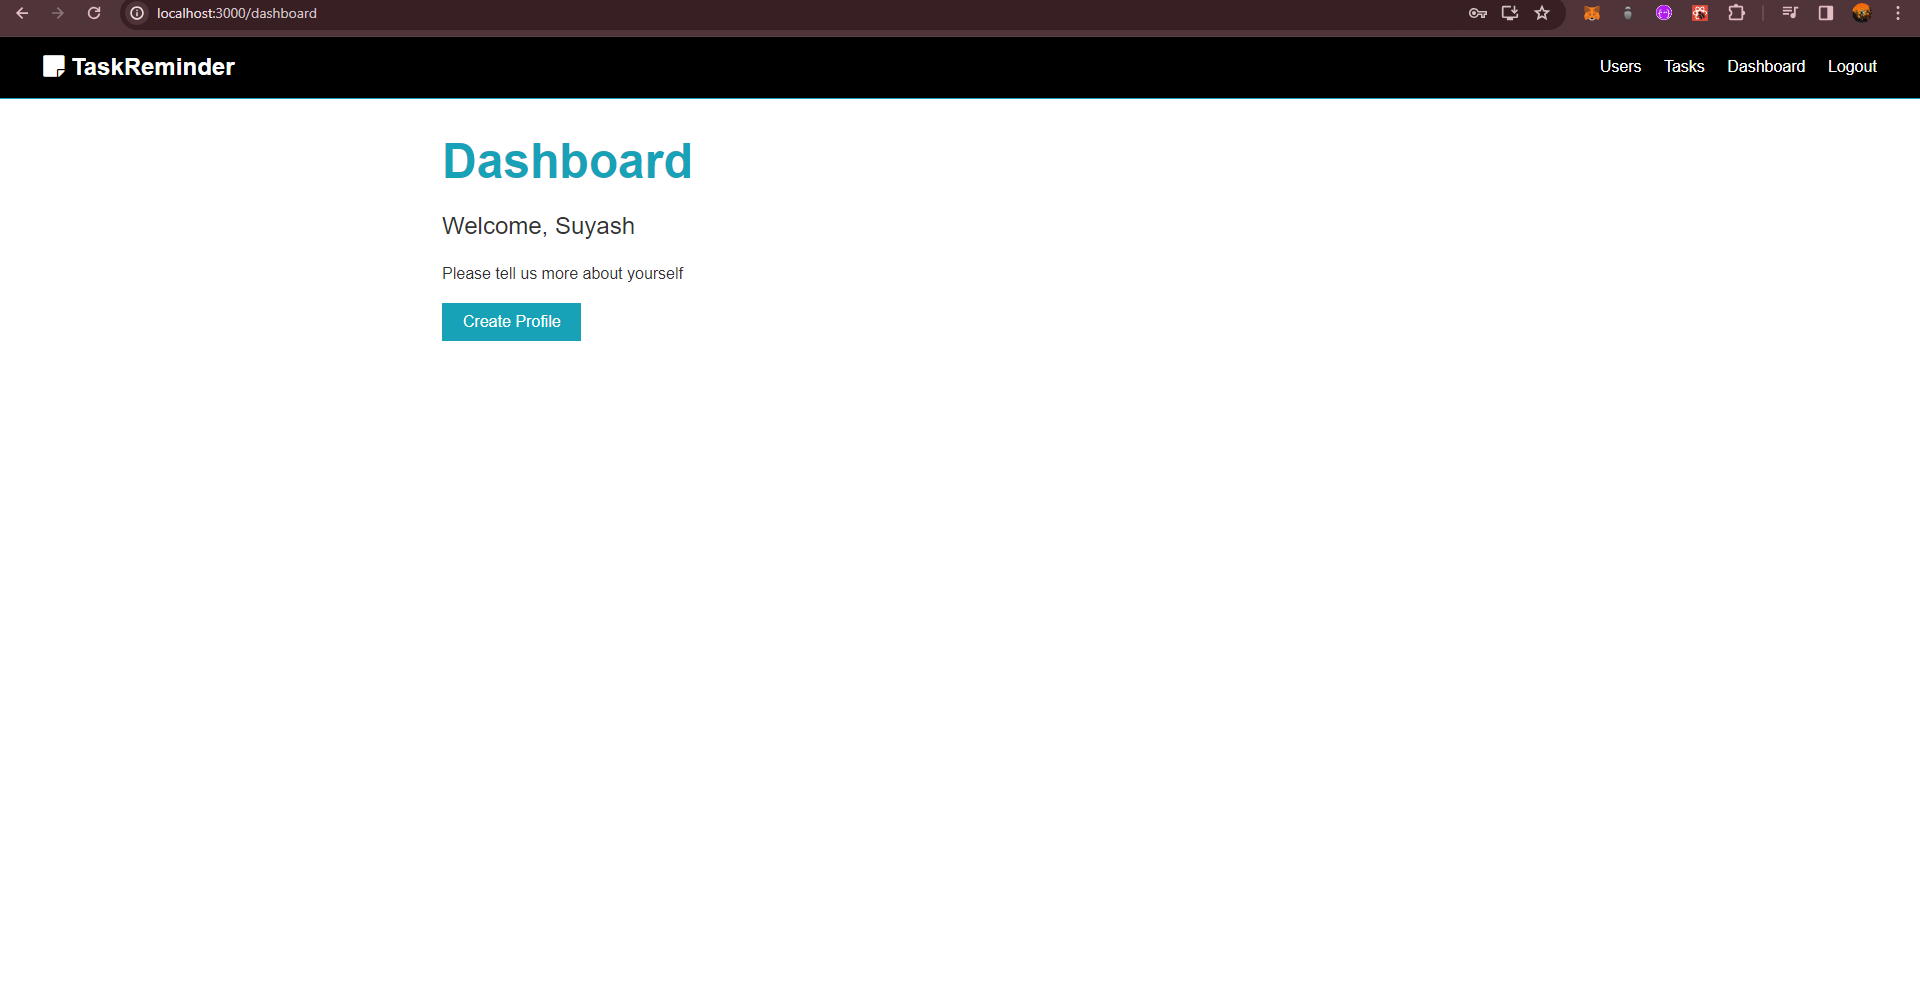 localhost:3000/dashboard
TaskReminder
Users Tasks Dashboard Logout
Dashboard
Welcome, Suyash
Please tell us more about yourself
Create Profile